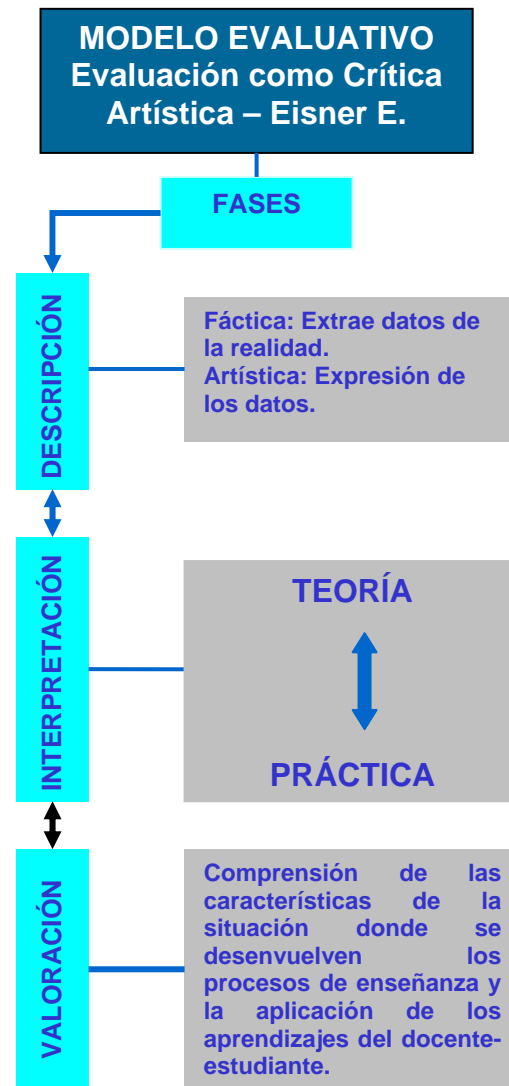 MODELO EVALUATIVO
Evaluación como Crítica
Artística – Eisner E.
FASES
DESCRIPCIÓN
Fáctica: Extrae datos de
la realidad.
Artística: Expresión de
los datos.
INTERPRETACIÓN
TEORÍA
PRÁCTICA
VALORACIÓN
Comprensión de las
características de la
situación donde se
desenvuelven los
procesos de enseñanza y
la aplicación de los
aprendizajes del docente-
estudiante.